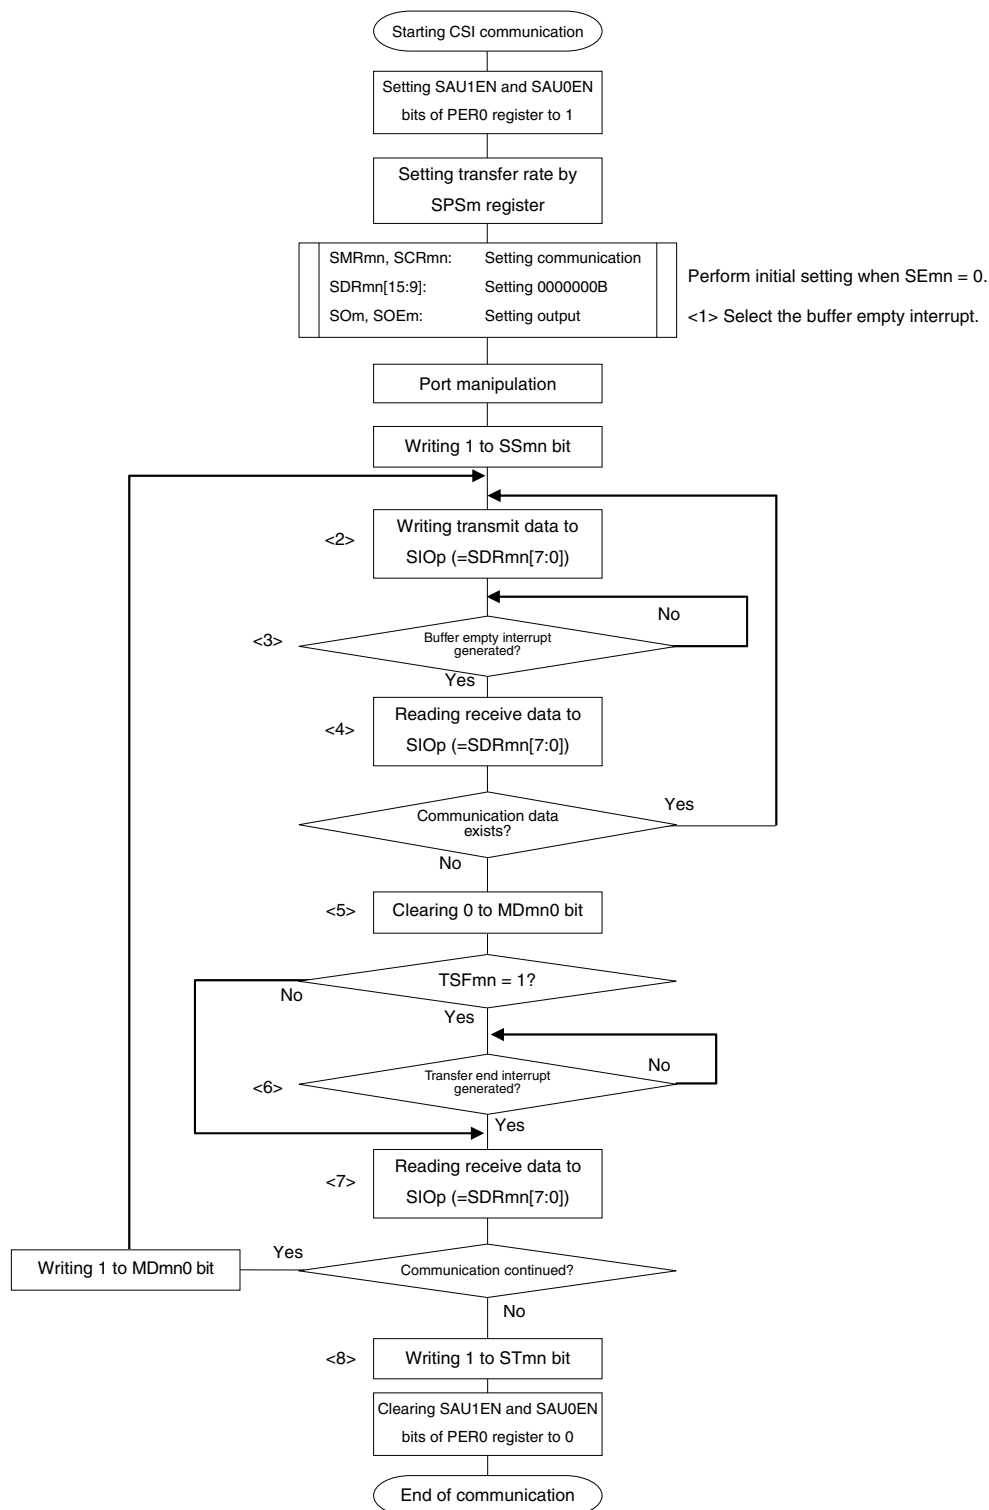 Starting CSI communication
Setting SAU1EN and SAU0EN
bits of PER0 register to 1
Setting transfer rate by
SPSm register
SMRmn, SCRmn: Setting communication
SDRmn[15:9]: Setting 0000000B
SOm, SOEm: Setting output
Perform initial setting when SEmn = 0.
<1> Select the buffer empty interrupt.
Port manipulation
Writing 1 to SSmn bit
<2>
Writing transmit data to
SIOp (=SDRmn[7:0])
No
<3>
Buffer empty interrupt
generated?
Yes
<4>
Reading receive data to
SIOp (=SDRmn[7:0])
Yes
Communication data
exists?
No
<5>
Clearing 0 to MDmn0 bit
TSFmn = 1?
No
Yes
No
<6>
Transfer end interrupt
generated?
Yes
<7>
Reading receive data to
SIOp (=SDRmn[7:0])
Writing 1 to MDmn0 bit
Yes
Communication continued?
No
<8>
Writing 1 to STmn bit
Clearing SAU1EN and SAU0EN
bits of PER0 register to 0
End of communication